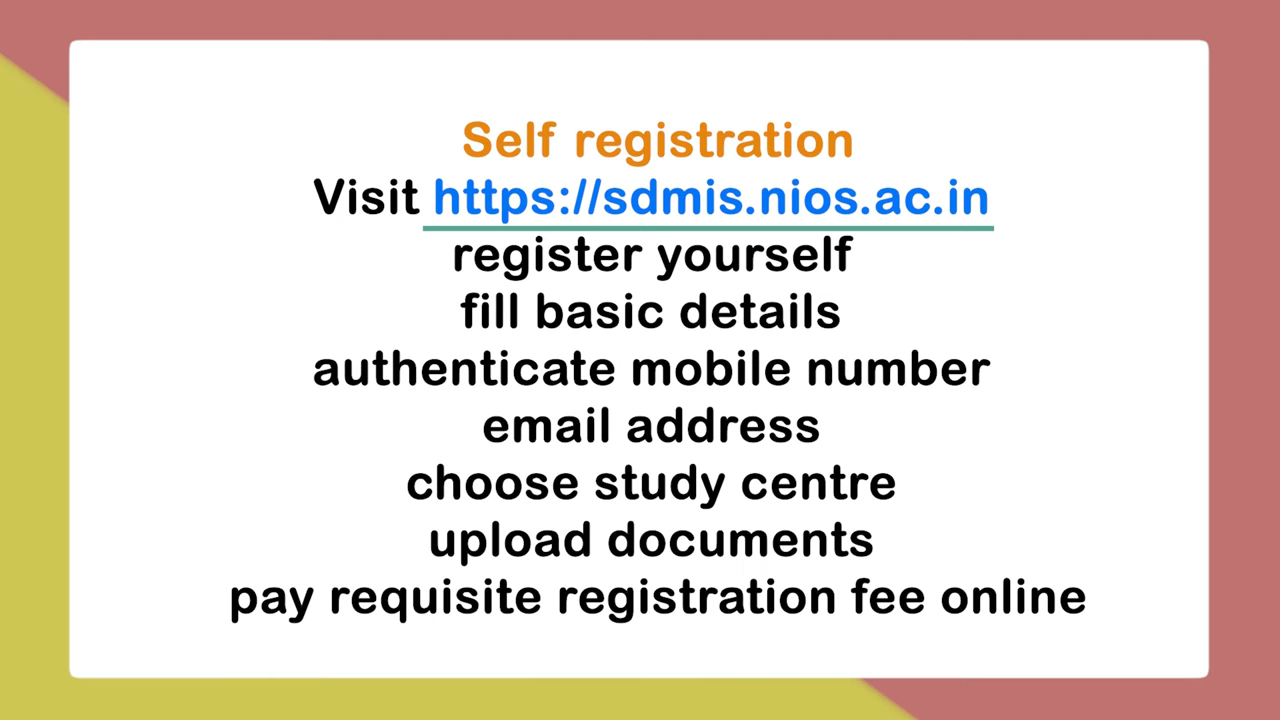 Self registration
Visit https://sdmis.nios.ac.in
register yourself
fill basic details
authenticate mobile number
email address
choose study centre
upload documents
pay requisite registration fee online